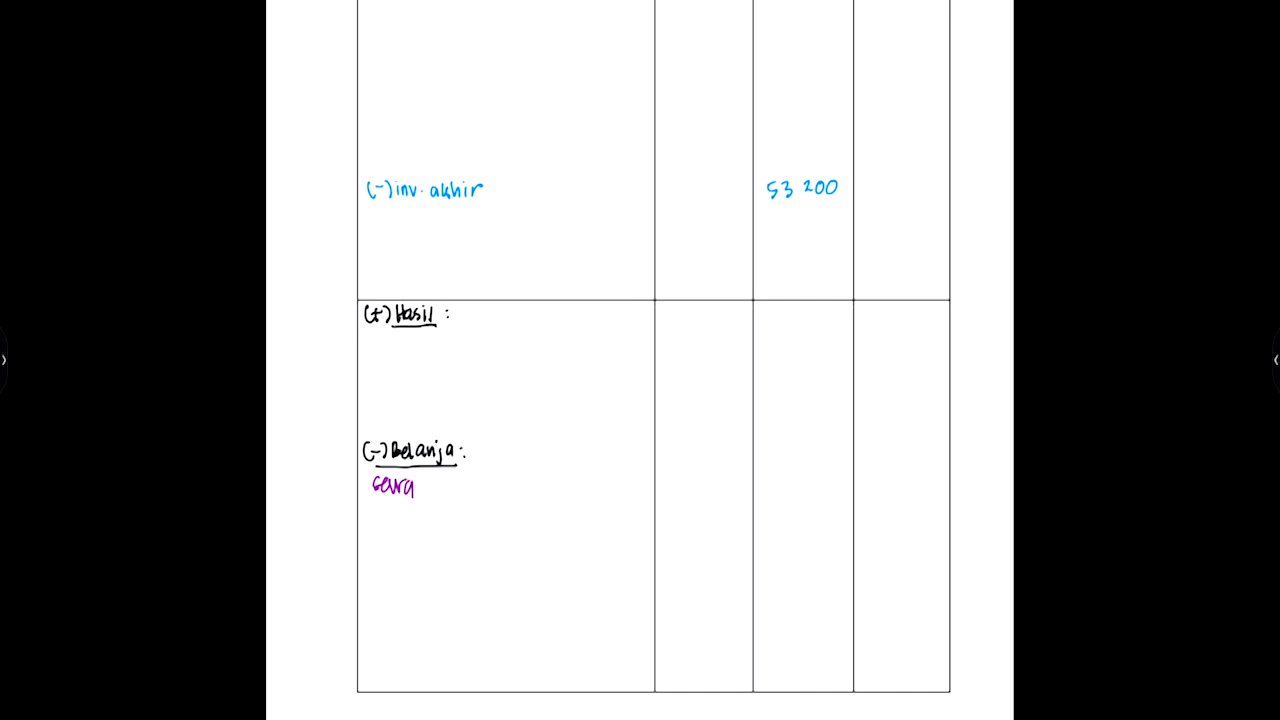 (-) inv. akhir 53 200
(+) Hasil :
(-) Belanja :
sewa